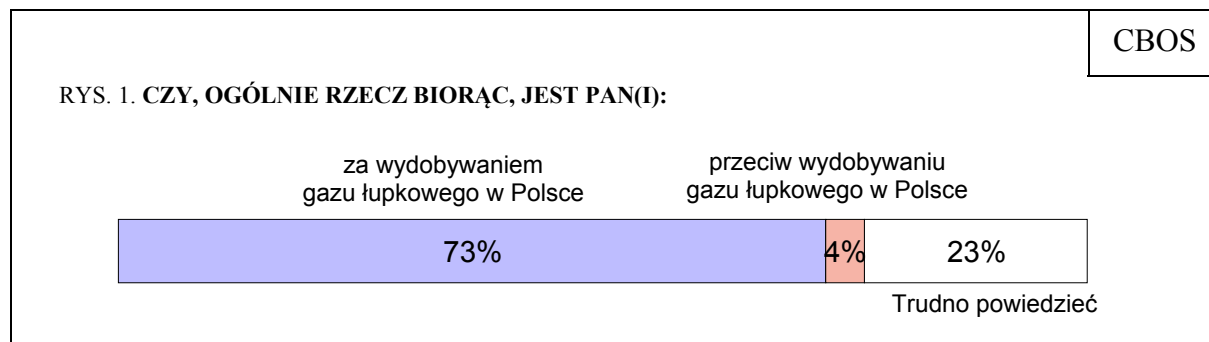 CBOS
RYS. 1. CZY, OGÓLNIE RZECZ BIORĄC, JEST PAN(I):
za wydobywaniem
gazu łupkowego w Polsce
przeciw wydobywaniu
gazu łupkowego w Polsce
73%
4%
23%
Trudno powiedzieć